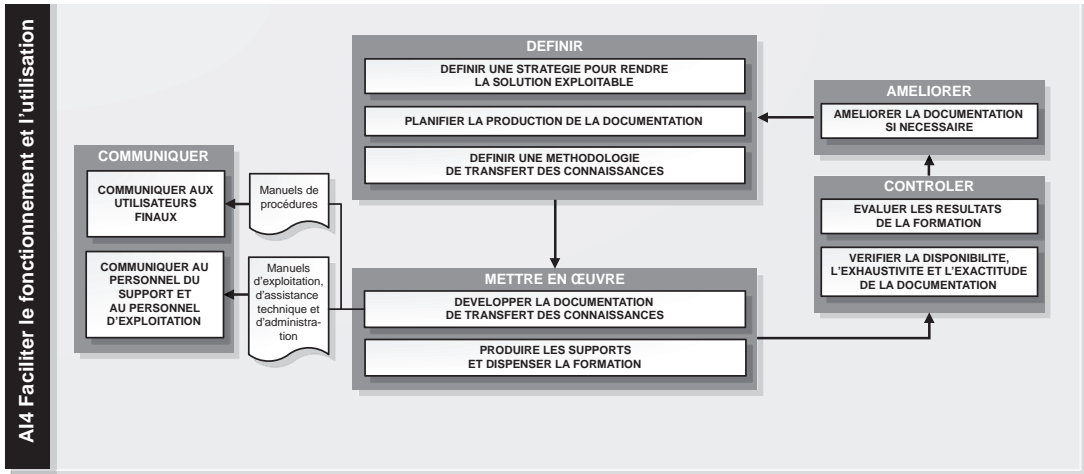 AI4 Faciliter le fonctionnement et l'utilisation
DEFINIR
DEFINIR UNE STRATEGIE POUR RENDRE
LA SOLUTION EXPLOITABLE
PLANIFIER LA PRODUCTION DE LA DOCUMENTATION
DEFINIR UNE METHODOLOGIE
DE TRANSFERT DES CONNAISSANCES
AMELIORER
AMELIORER LA DOCUMENTATION
SI NECESSAIRE
COMMUNIQUER
COMMUNIQUER AUX
UTILISATEURS
FINAUX
COMMUNIQUER AU
PERSONNEL DU
SUPPORT ET
AU PERSONNEL
D'EXPLOITATION
Manuels de
procédures
Manuels
d'exploitation,
d'assistance
technique et
d'administra-
tion
METTRE EN ŒUVRE
DEVELOPPER LA DOCUMENTATION
DE TRANSFERT DES CONNAISSANCES
PRODUIRE LES SUPPORTS
ET DISPENSER LA FORMATION
CONTROLER
EVALUER LES RESULTATS
DE LA FORMATION
VERIFIER LA DISPONIBILITE,
L'EXHAUSTIVITE ET L'EXACTITUDE
DE LA DOCUMENTATION